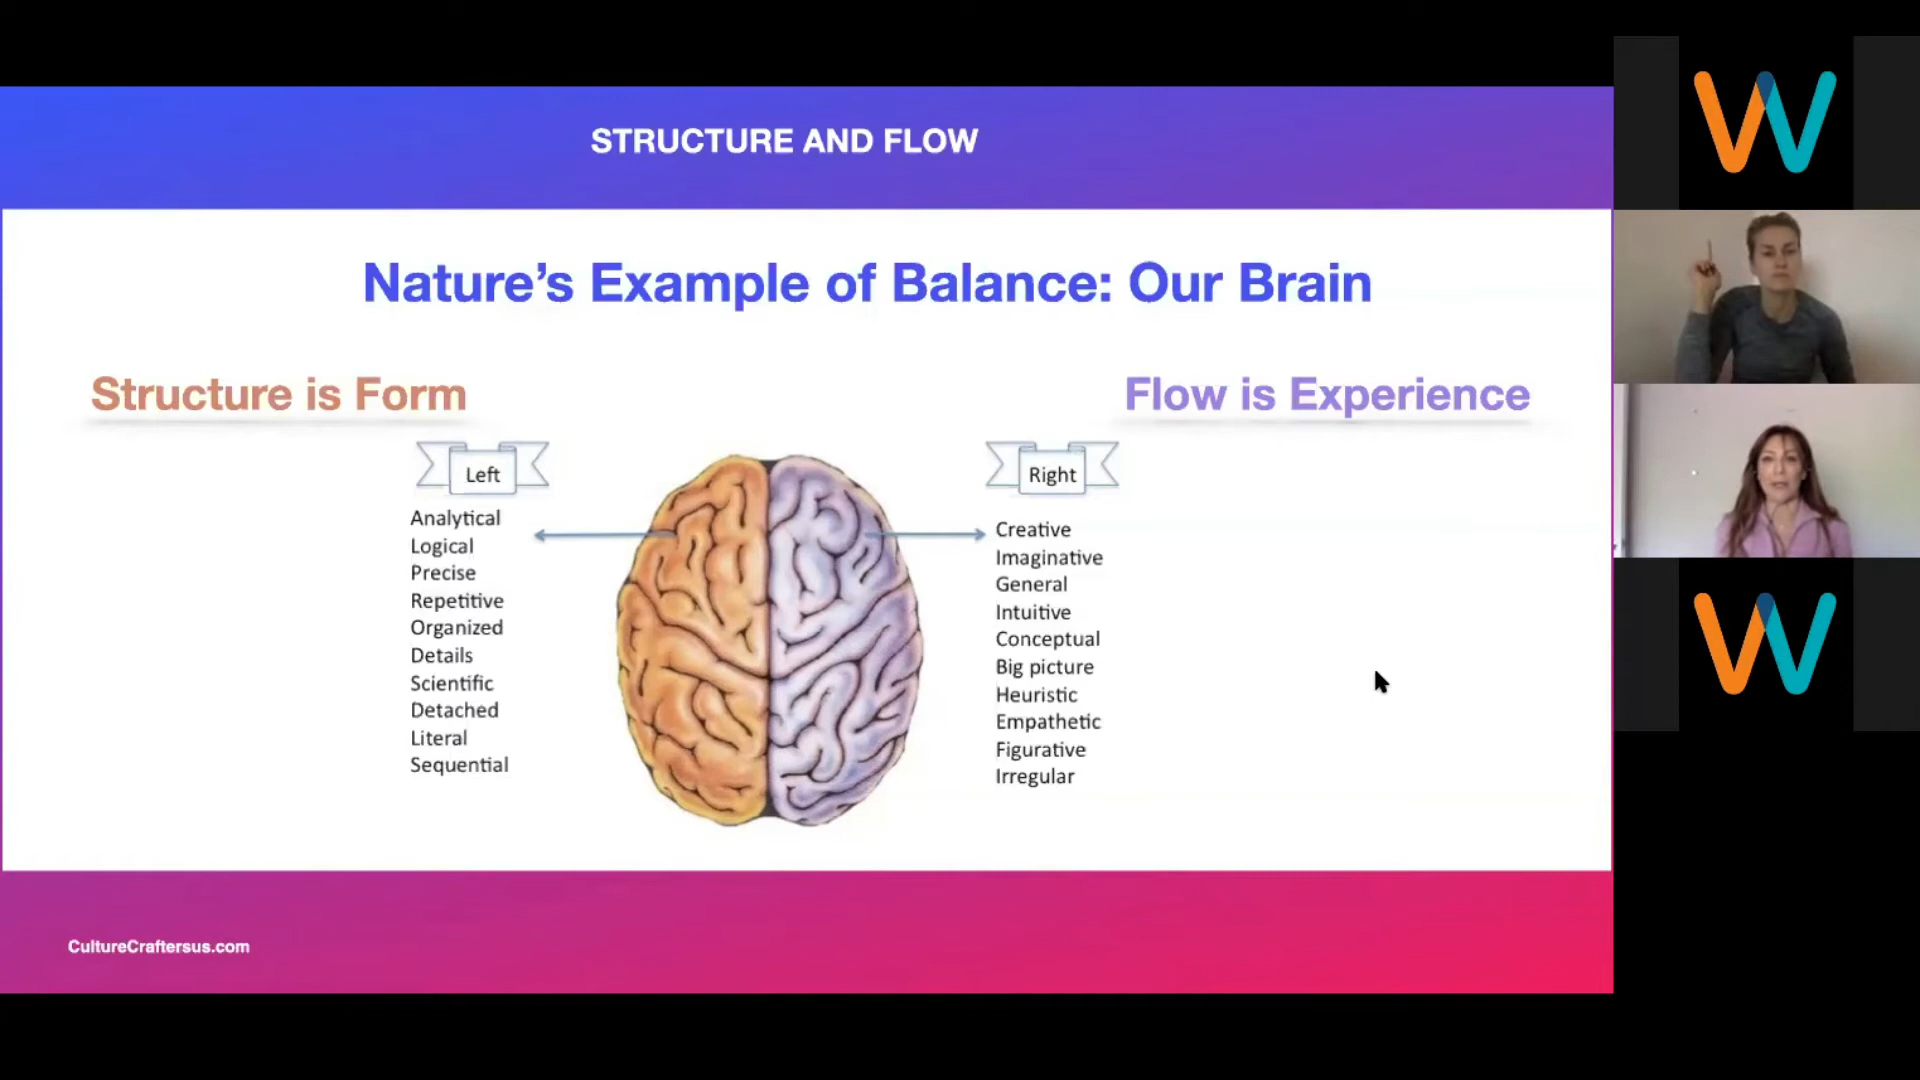 STRUCTURE AND FLOW
Nature's Example of Balance: Our Brain
Structure is Form
Flow is Experience
Left
Analytical
Logical
Precise
Repetitive
Organized
Details
Scientific
Detached
Literal
Sequential
Right
Creative
Imaginative
General
Intuitive
Conceptual
Big picture
Heuristic
Empathetic
Figurative
Irregular
CultureCraftersus.com